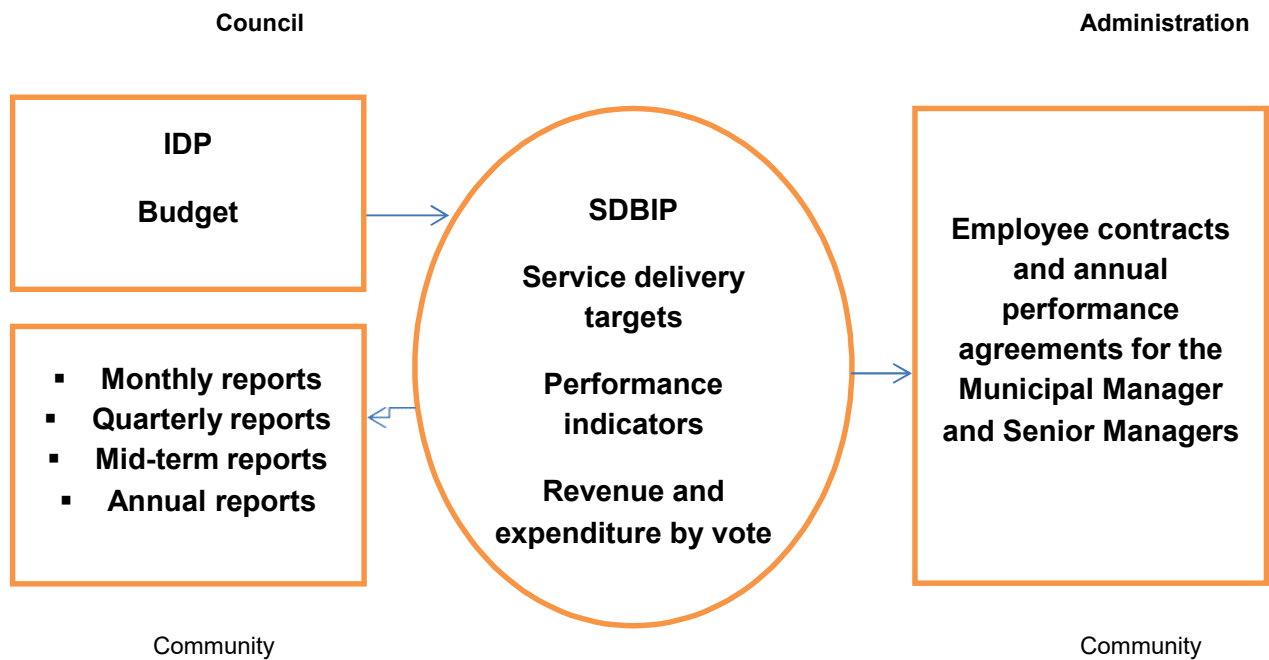 Council
Administration
IDP
Budget
▪ Monthly reports
▪ Quarterly reports
▪ Mid-term reports
▪ Annual reports
SDBIP
Service delivery
targets
Performance
indicators
Revenue and
expenditure by vote
Employee contracts
and annual
performance
agreements for the
Municipal Manager
and Senior Managers
Community
Community